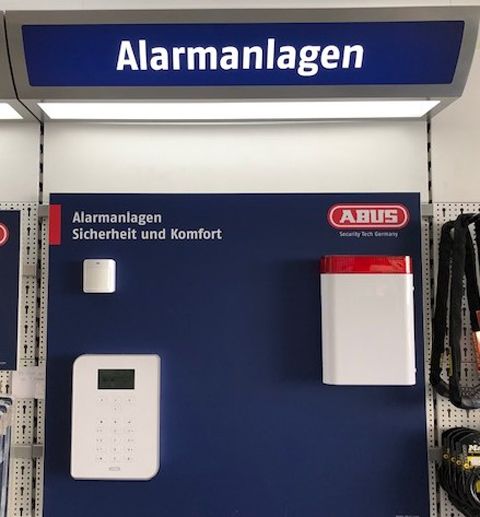 Alarmanlagen
Alarmanlagen
Sicherheit und Komfort
ABUS
Security Tech Germany